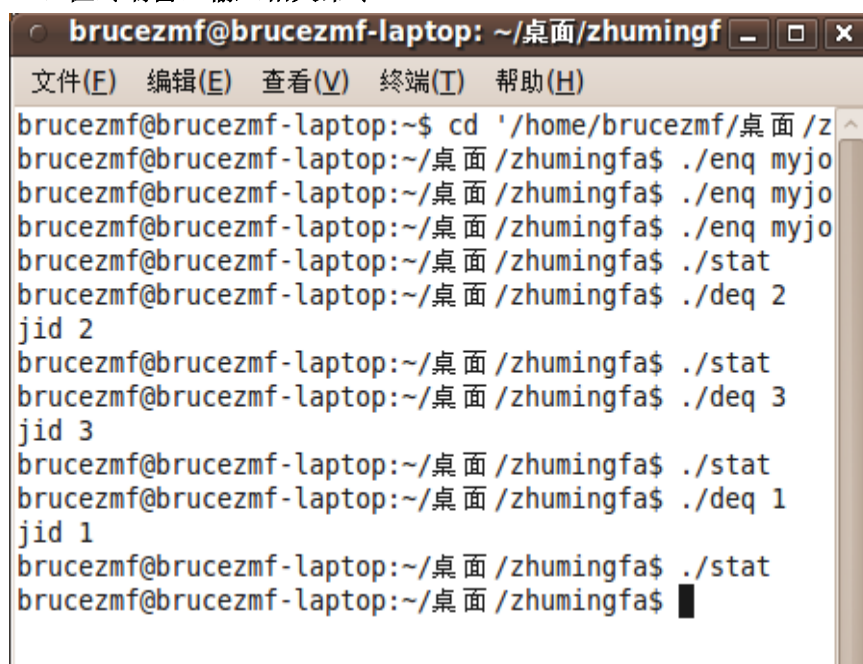 brucezmf@brucezmf-laptop: ~/桌面/zhumingf
文件(F) 编辑(E) 查看(V) 终端(T) 帮助(H)
brucezmf@brucezmf-laptop:~$ cd '/home/brucezmf/桌面/z
brucezmf@brucezmf-laptop:~/桌面/zhumingfa$ ./enq myjo
brucezmf@brucezmf-laptop:~/桌面/zhumingfa$ ./enq myjo
brucezmf@brucezmf-laptop:~/桌面/zhumingfa$ ./enq myjo
brucezmf@brucezmf-laptop:~/桌面/zhumingfa$ ./stat
brucezmf@brucezmf-laptop:~/桌面/zhumingfa$ ./deq 2
jid 2
brucezmf@brucezmf-laptop:~/桌面/zhumingfa$ ./stat
brucezmf@brucezmf-laptop:~/桌面/zhumingfa$ ./deq 3
jid 3
brucezmf@brucezmf-laptop:~/桌面/zhumingfa$ ./stat
brucezmf@brucezmf-laptop:~/桌面/zhumingfa$ ./deq 1
jid 1
brucezmf@brucezmf-laptop:~/桌面/zhumingfa$ ./stat
brucezmf@brucezmf-laptop:~/桌面/zhumingfa$